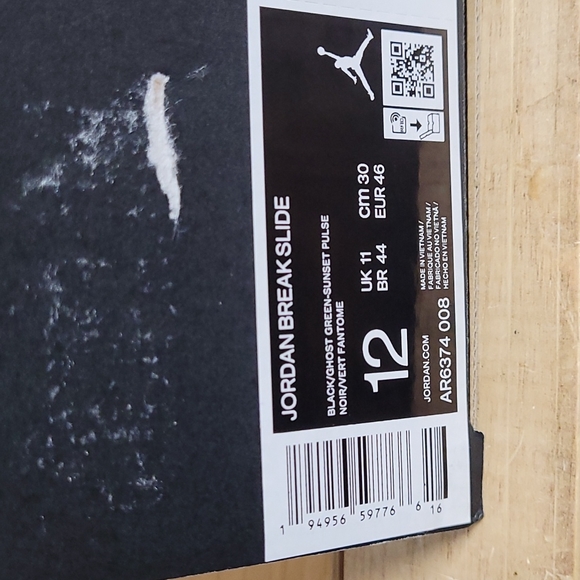 JORDAN BREAK SLIDE
BLACK/GHOST GREEN-SUNSET PULSE
NOIR/VERT FANTOME
12
UK 11
BR 44
cm 30
EUR 46
JORDAN.COM
AR6374 008
MADE IN VIETNAM /
FABRIQUE AU VIETNAM /
FABRICADO NO VIETNÃ /
HECHO EN VIETNAM
1 94956 59776 6
16